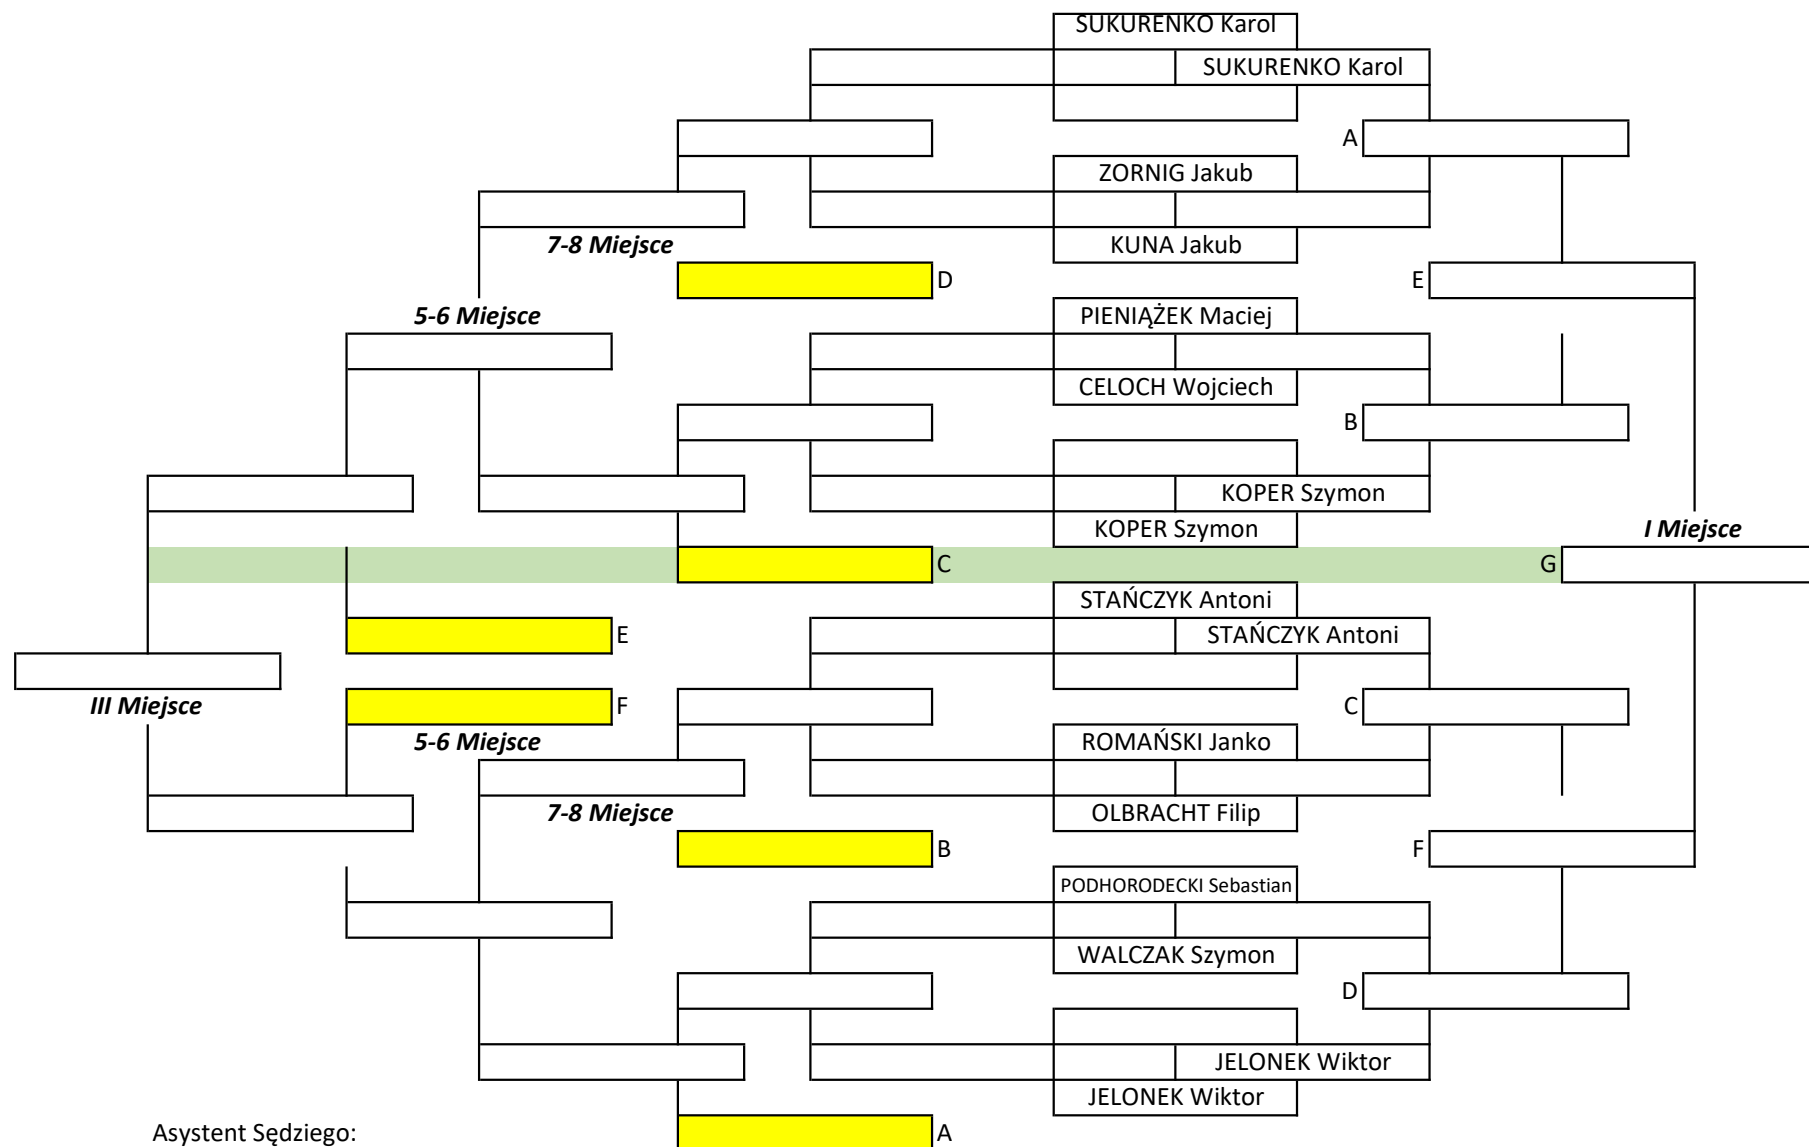 SUKURENKO Karol
SUKURENKO Karol
A
ZORNIG Jakub
7-8 Miejsce
KUNA Jakub
D
E
5-6 Miejsce
PIENIĄŻEK Maciej
CELOCH Wojciech
B
KOPER Szymon
KOPER Szymon
I Miejsce
C
G
STAŃCZYK Antoni
E
STAŃCZYK Antoni
III Miejsce
F
C
5-6 Miejsce
ROMAŃSKI Janko
7-8 Miejsce
OLBRACHT Filip
B
F
PODHORODECKI Sebastian
WALCZAK Szymon
D
JELONEK Wiktor
JELONEK Wiktor
Asystent Sędziego:
A